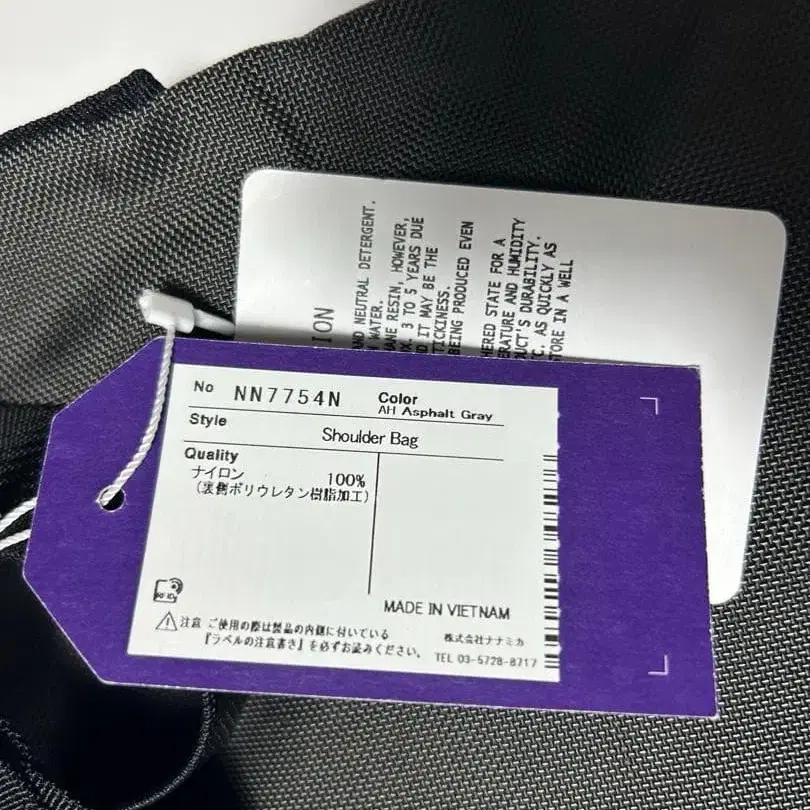 No NN7754N Color
AH Asphalt Gray
Style
Shoulder Bag
Quality
ナイロン 100%
(裏側ポリウレタン樹脂加工)
RFID
MADE IN VIETNAM
注意 ご使用の際は製品の内側に付いている
『ラベルの注意書き』を必ずお読みください。
株式会社ナナミカ
TEL 03-5728-8717
ION
ND NEUTRAL DETERGENT.
WATER.
ANE RESIN, HOWEVER,
3 TO 5 YEARS DUE
IT MAY BE THE
TICKINESS.
BEING PRODUCED EVEN
HERED STATE FOR A
ERATURE AND HUMIDITY
UCT'S DURABILITY.
C. AS QUICKLY AS
TORE IN A WELL